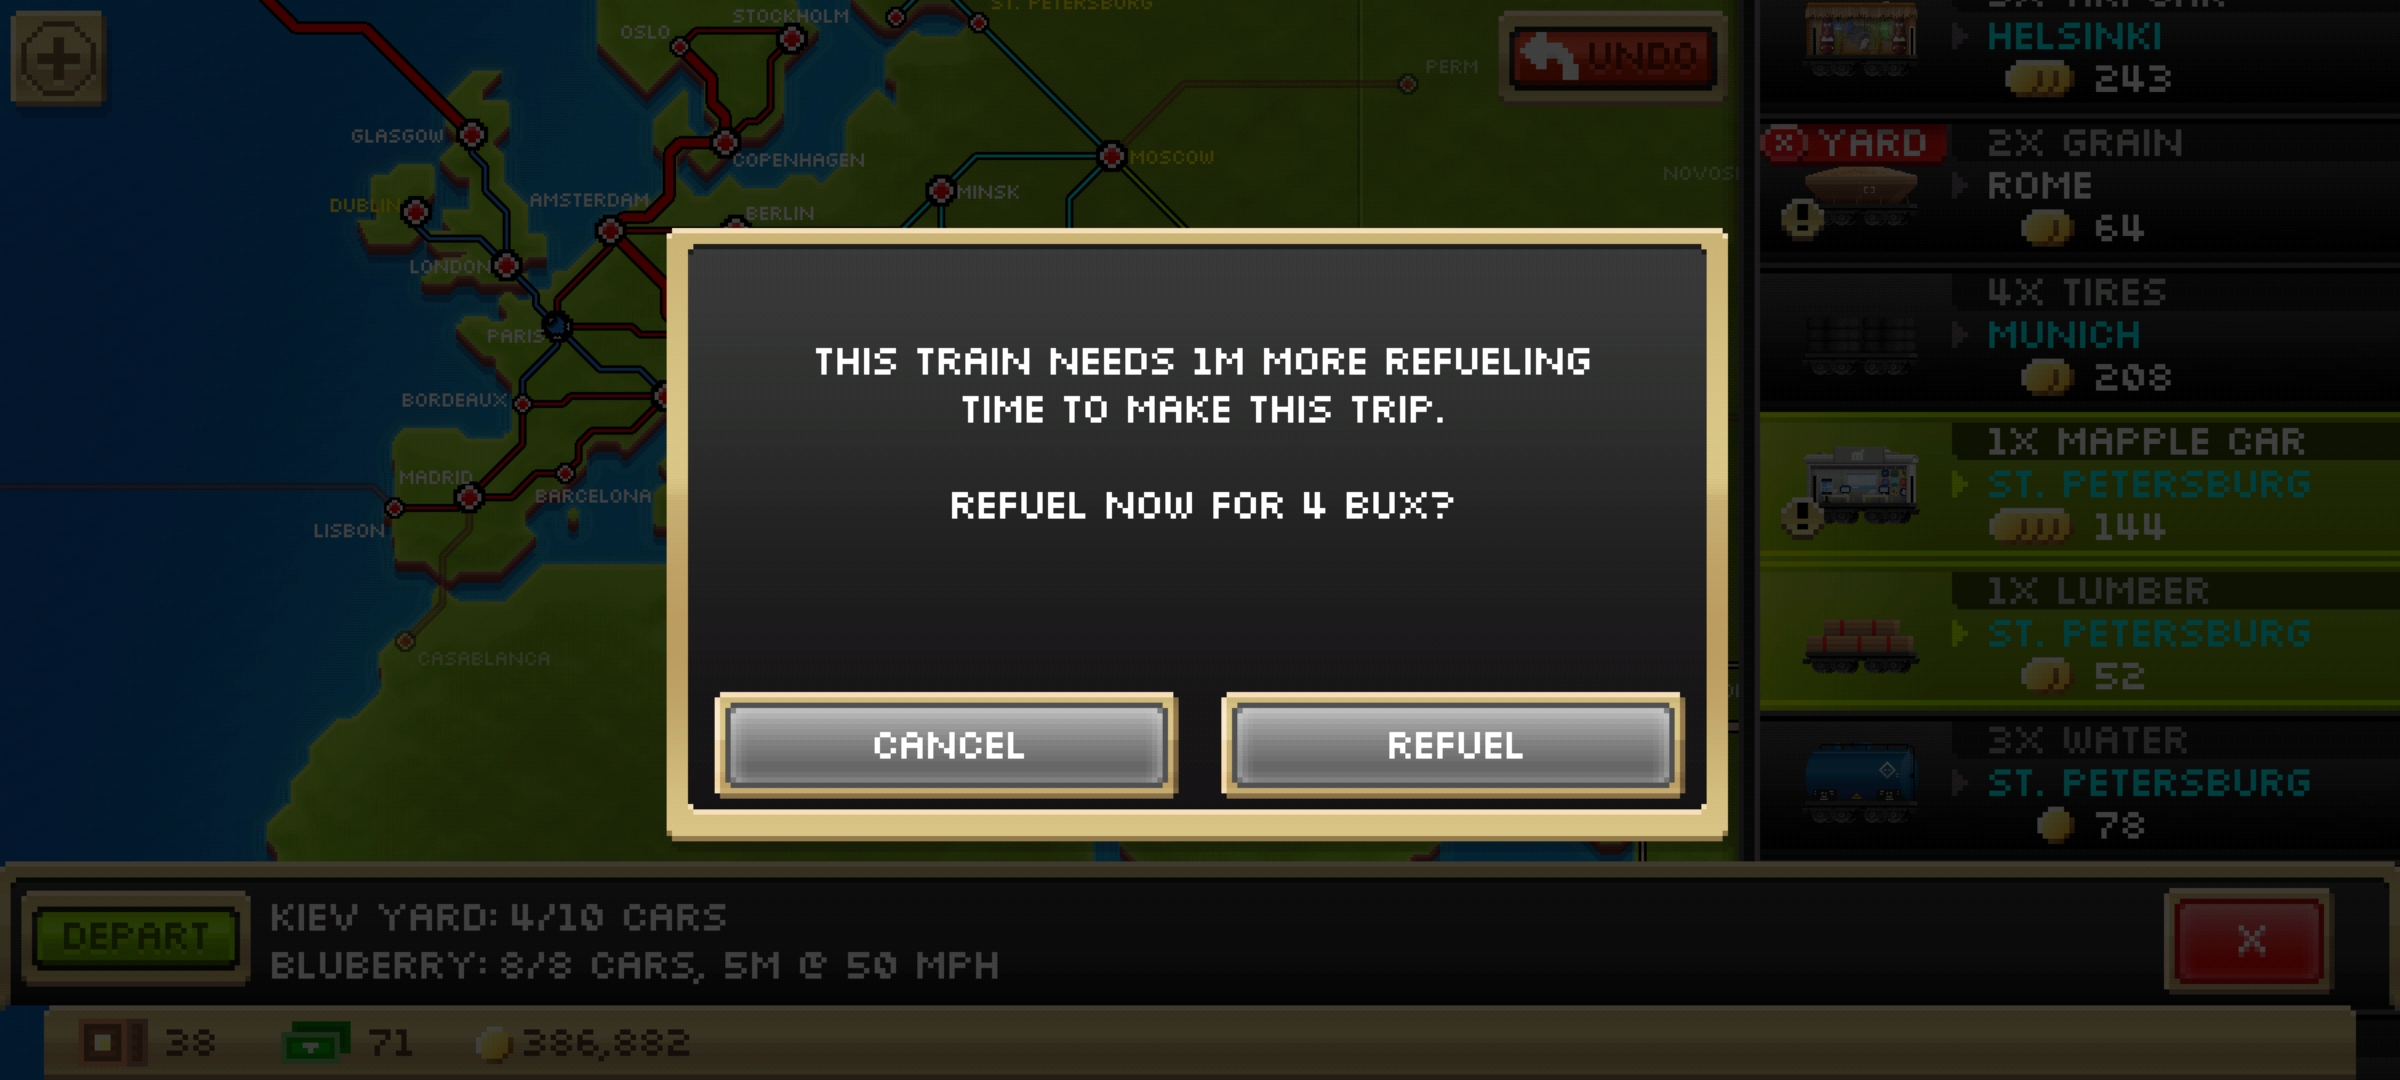 STOCKHOLM
ST. PETERSBURG
OSLO
PERM
UNDO
GLASGOW
COPENHAGEN
MOSCOW
MINSK
AMSTERDAM
DUBLIN
BERLIN
LONDON
PARIS
BORDEAUX
MADRID
BARCELONA
LISBON
CASABLANCA
THIS TRAIN NEEDS 1M MORE REFUELING
TIME TO MAKE THIS TRIP.
REFUEL NOW FOR 4 BUX?
CANCEL
REFUEL
HELSINKI
243
YARD
2X GRAIN
ROME
64
4X TIRES
MUNICH
208
1X MAPPLE CAR
ST. PETERSBURG
144
1X LUMBER
ST. PETERSBURG
52
3X WATER
ST. PETERSBURG
78
DEPART
KIEV YARD: 4/10 CARS
BLUBERRY: 8/8 CARS, 5M @ 50 MPH
X
38
71
386,882